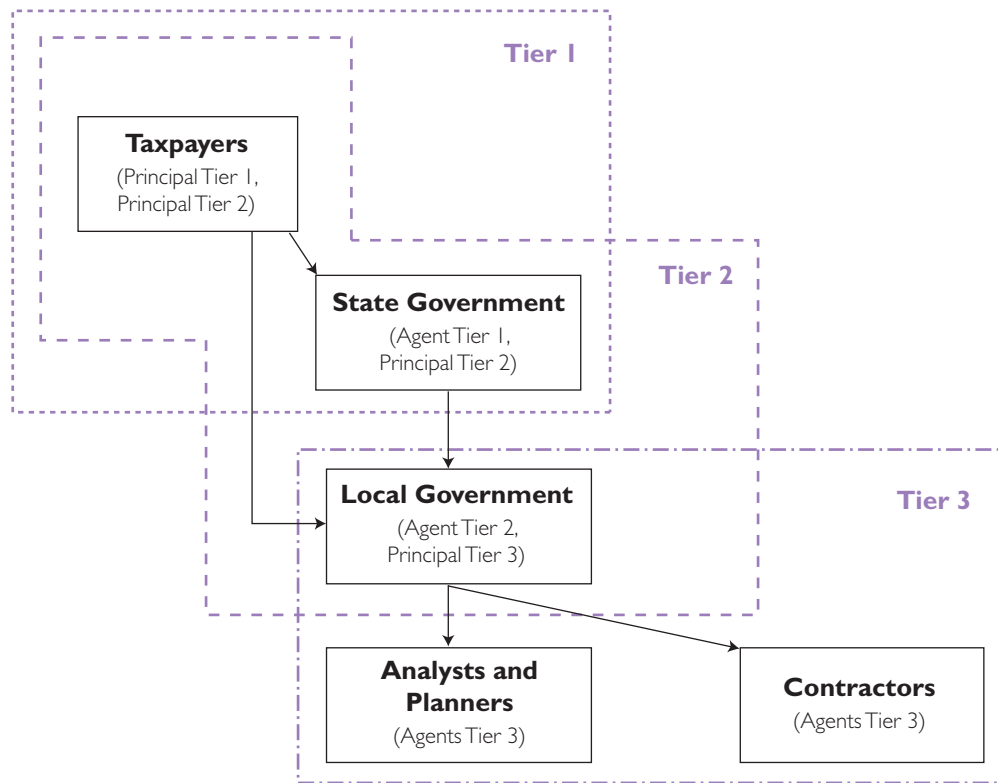 Tier 1
Taxpayers
(Principal Tier 1,
Principal Tier 2)
Tier 2
State Government
(Agent Tier 1,
Principal Tier 2)
Local Government
(Agent Tier 2,
Principal Tier 3)
Tier 3
Analysts and
Planners
(Agents Tier 3)
Contractors
(Agents Tier 3)